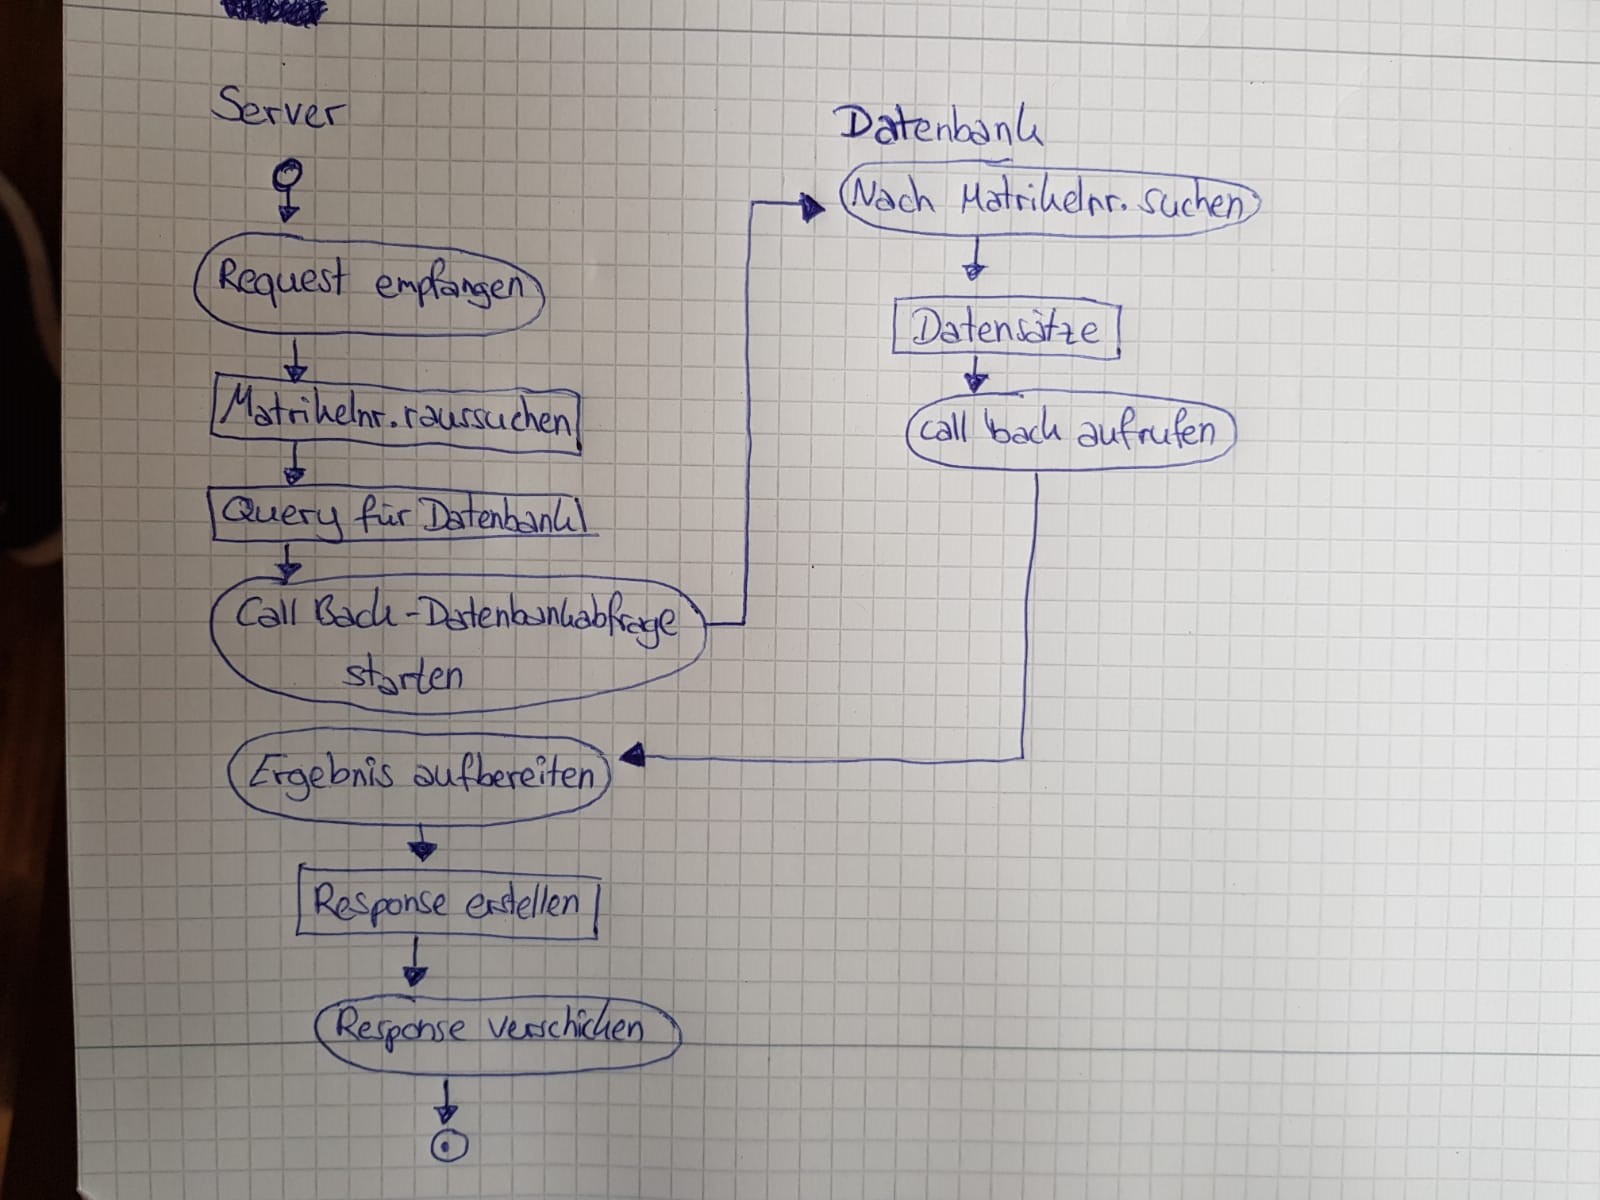 Server
Request empfangen
Matrikelnr. raussuchen
Query für Datenbank
Call Back-Datenbankabfrage
starten
Ergebnis aufbereiten
Response erstellen
Response verschicken
Datenbank
Nach Matrikelnr. suchen
Datensätze
call back aufrufen